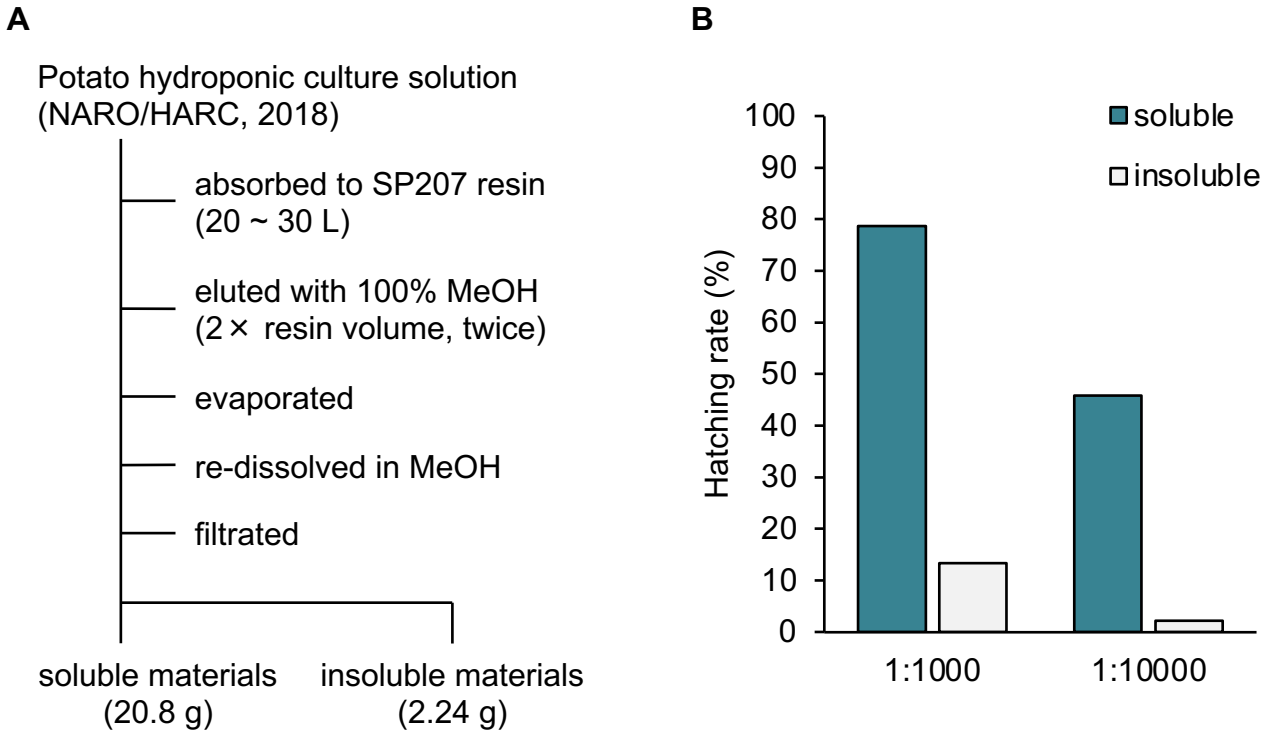 A
Potato hydroponic culture solution
(NARO/HARC, 2018)
absorbed to SP207 resin
(20 ~ 30 L)
eluted with 100% MeOH
(2× resin volume, twice)
evaporated
re-dissolved in MeOH
filtrated
soluble materials
(20.8 g)
insoluble materials
(2.24 g)
B
soluble
insoluble
Hatching rate (%)
100
90
80
70
60
50
40
30
20
10
0
1:1000
1:10000